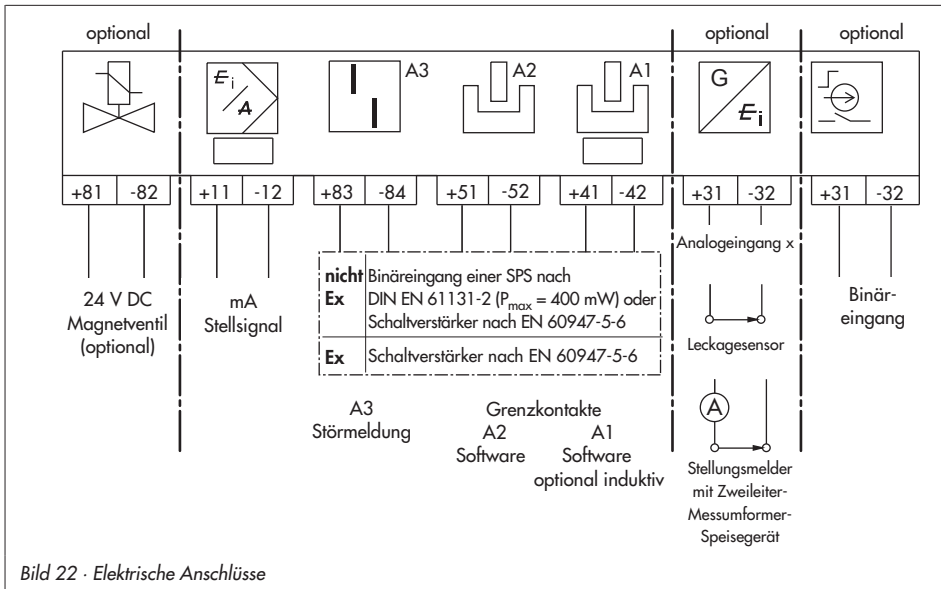 optional
optional
optional
E i
A
A3
A2
A1
G
E i
+81 -82 +11 -12 +83 -84 +51 -52 +41 -42 +31 -32 +31 -32
24 V DC
Magnetventil
(optional)
mA
Stellsignal
nicht Binäreingang einer SPS nach
Ex DIN EN 61131-2 (Pmax = 400 mW) oder
Schaltverstärker nach EN 60947-5-6
Ex Schaltverstärker nach EN 60947-5-6
A3
Störmeldung
Grenzkontakte
A2
Software
A1
Software
optional induktiv
Analogeingang x
Leckagesensor
A
Stellungsmelder
mit Zweileiter-
Messumformer-
Speisegerät
Binär-
eingang
Bild 22 · Elektrische Anschlüsse